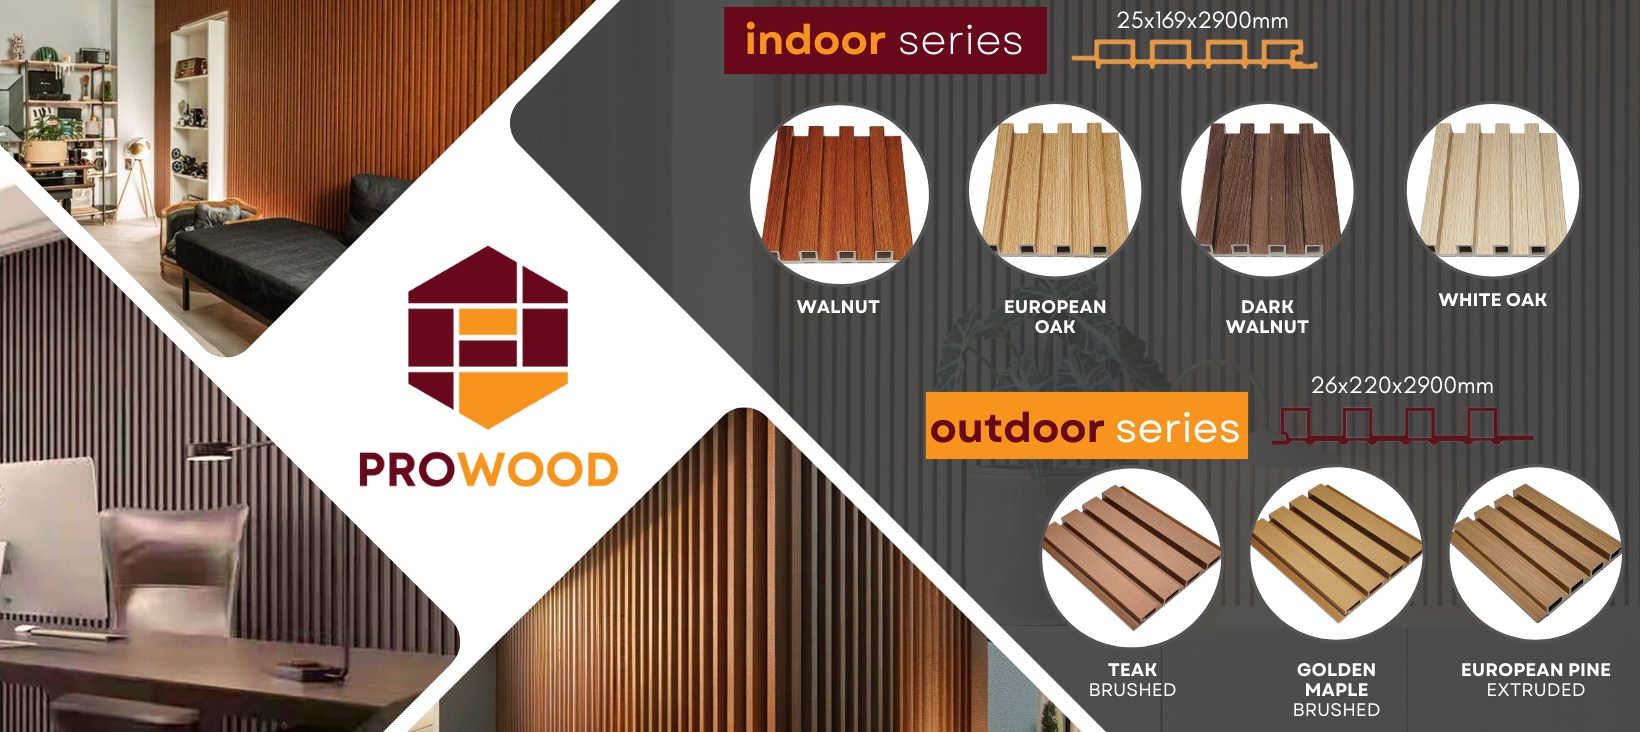 indoor series
25x169x2900mm
WALNUT
EUROPEAN
OAK
DARK
WALNUT
WHITE OAK
PROWOOD
outdoor series
26x220x2900mm
TEAK
BRUSHED
GOLDEN
MAPLE
BRUSHED
EUROPEAN PINE
EXTRUDED